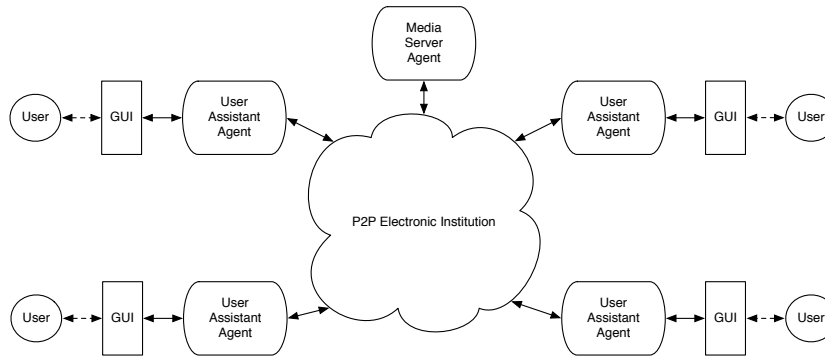 Media
Server
Agent
User
GUI
User
Assistant
Agent
User
Assistant
Agent
GUI
User
P2P Electronic Institution
User
GUI
User
Assistant
Agent
User
Assistant
Agent
GUI
User